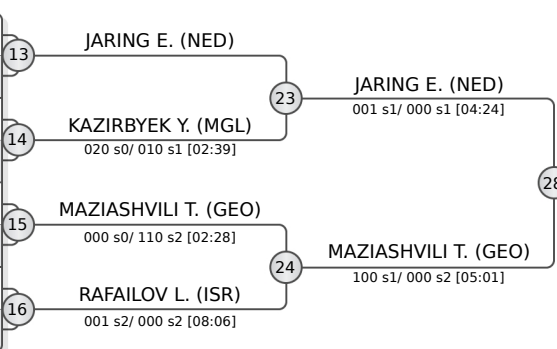 13
JARING E. (NED)
23
JARING E. (NED)
001 s1/ 000 s1 [04:24]
14
KAZIRBYEK Y. (MGL)
020 s0/ 010 s1 [02:39]
28
15
MAZIASHVILI T. (GEO)
000 s0/ 110 s2 [02:28]
24
MAZIASHVILI T. (GEO)
100 s1/ 000 s2 [05:01]
16
RAFAILOV L. (ISR)
001 s2/ 000 s2 [08:06]